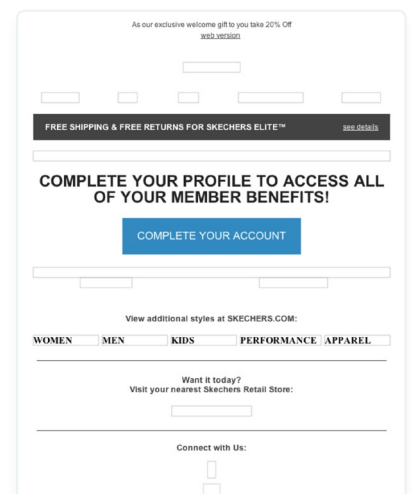 As our exclusive welcome gift to you take 20% Off
web version
FREE SHIPPING & FREE RETURNS FOR SKECHERS ELITE™ see details
COMPLETE YOUR PROFILE TO ACCESS ALL
OF YOUR MEMBER BENEFITS!
COMPLETE YOUR ACCOUNT
View additional styles at SKECHERS.COM:
WOMEN MEN KIDS PERFORMANCE APPAREL
Want it today?
Visit your nearest Skechers Retail Store:
Connect with Us: